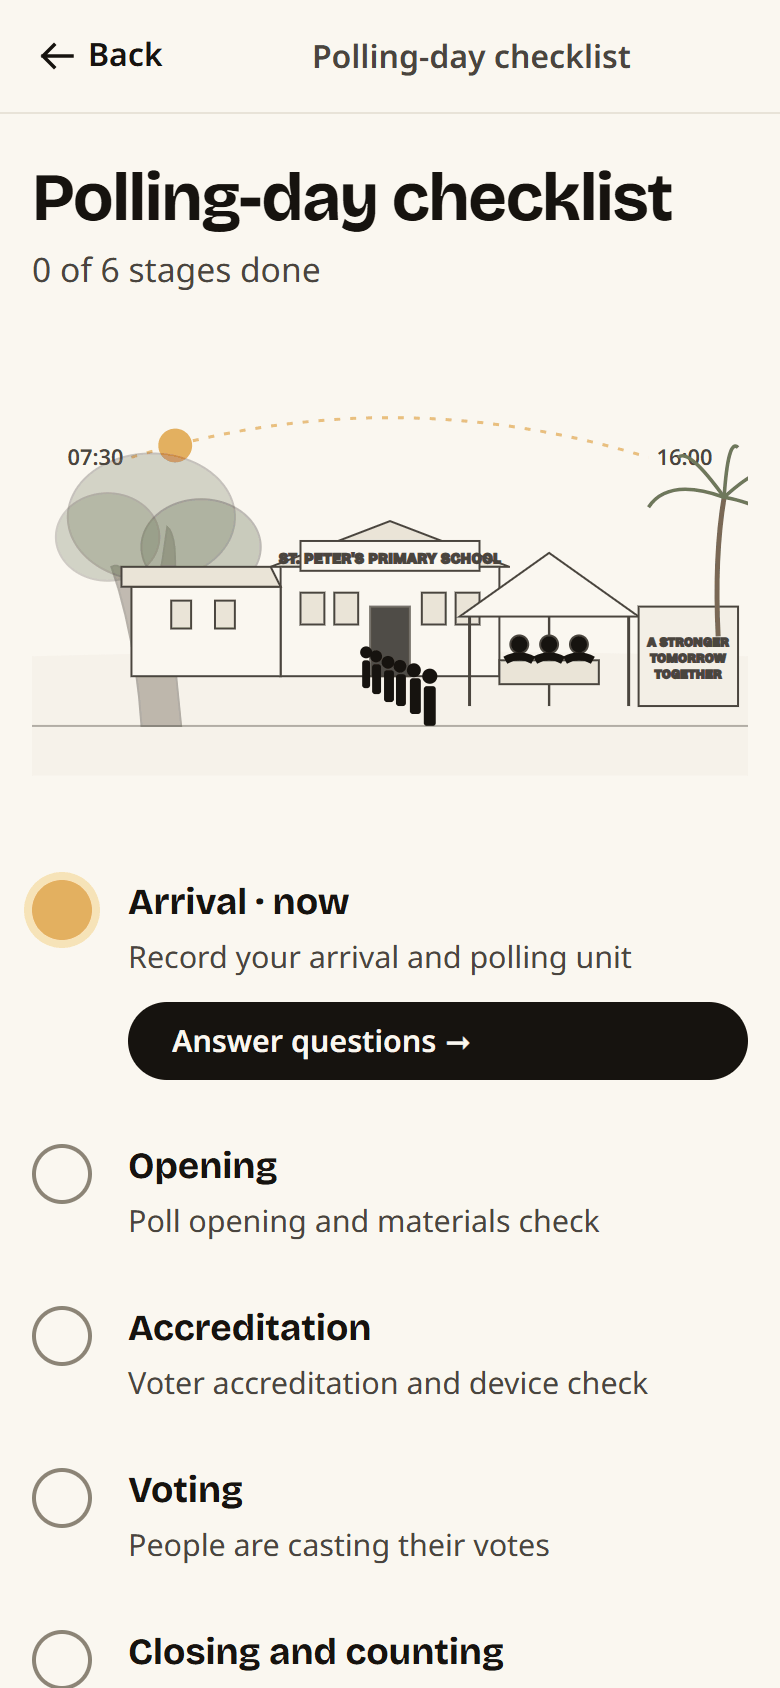 ← Back
Polling-day checklist
Polling-day checklist
0 of 6 stages done
07:30
16:00
ST. PETER'S PRIMARY SCHOOL
A STRONGER
TOMORROW
TOGETHER
Arrival · now
Record your arrival and polling unit
Answer questions →
Opening
Poll opening and materials check
Accreditation
Voter accreditation and device check
Voting
People are casting their votes
Closing and counting